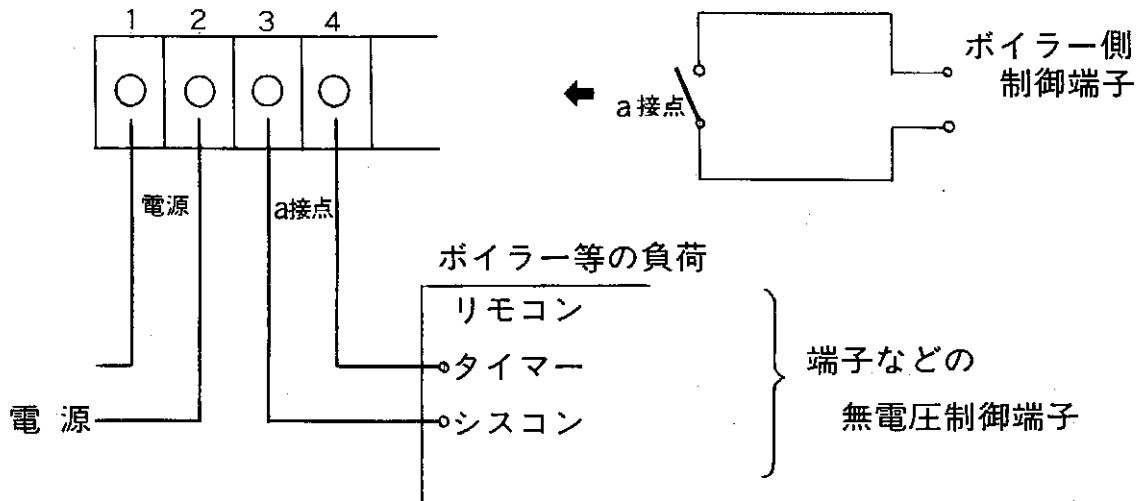 1 2 3 4
電源
a接点
電 源
a接点
ボイラー側
制御端子
ボイラー等の負荷
リモコン
タイマー
シスコン
端子などの
無電圧制御端子